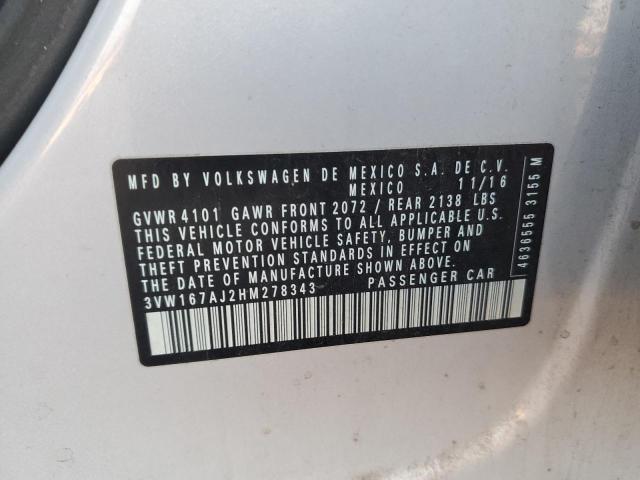 MFD BY VOLKSWAGEN DE MEXICO S.A. DE C.V.
MEXICO 11/16
GVWR 4101 GAWR FRONT 2072 / REAR 2138 LBS
THIS VEHICLE CONFORMS TO ALL APPLICABLE U.S.
FEDERAL MOTOR VEHICLE SAFETY, BUMPER AND
THEFT PREVENTION STANDARDS IN EFFECT ON
THE DATE OF MANUFACTURE SHOWN ABOVE.
3VW167AJ2HM278343 PASSENGER CAR
4636555 3T55 M